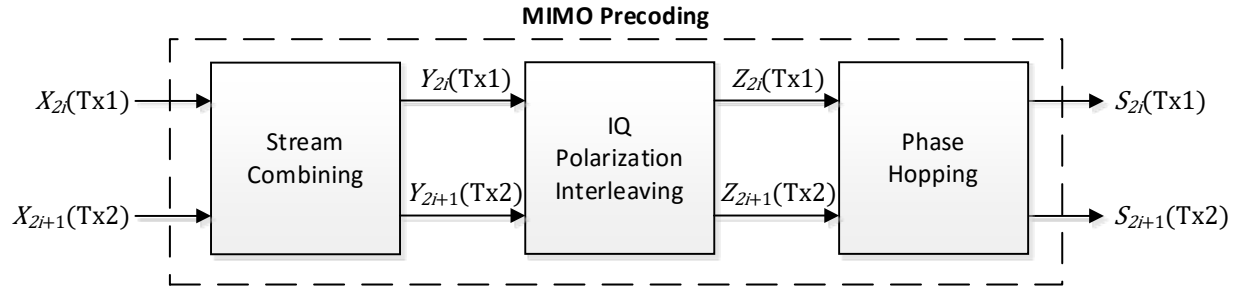 MIMO Precoding
X2i(Tx1)
Y2i(Tx1)
Z2i(Tx1)
S2i(Tx1)
Stream
Combining
IQ
Polarization
Interleaving
Phase
Hopping
X2i+1(Tx2)
Y2i+1(Tx2)
Z2i+1(Tx2)
S2i+1(Tx2)